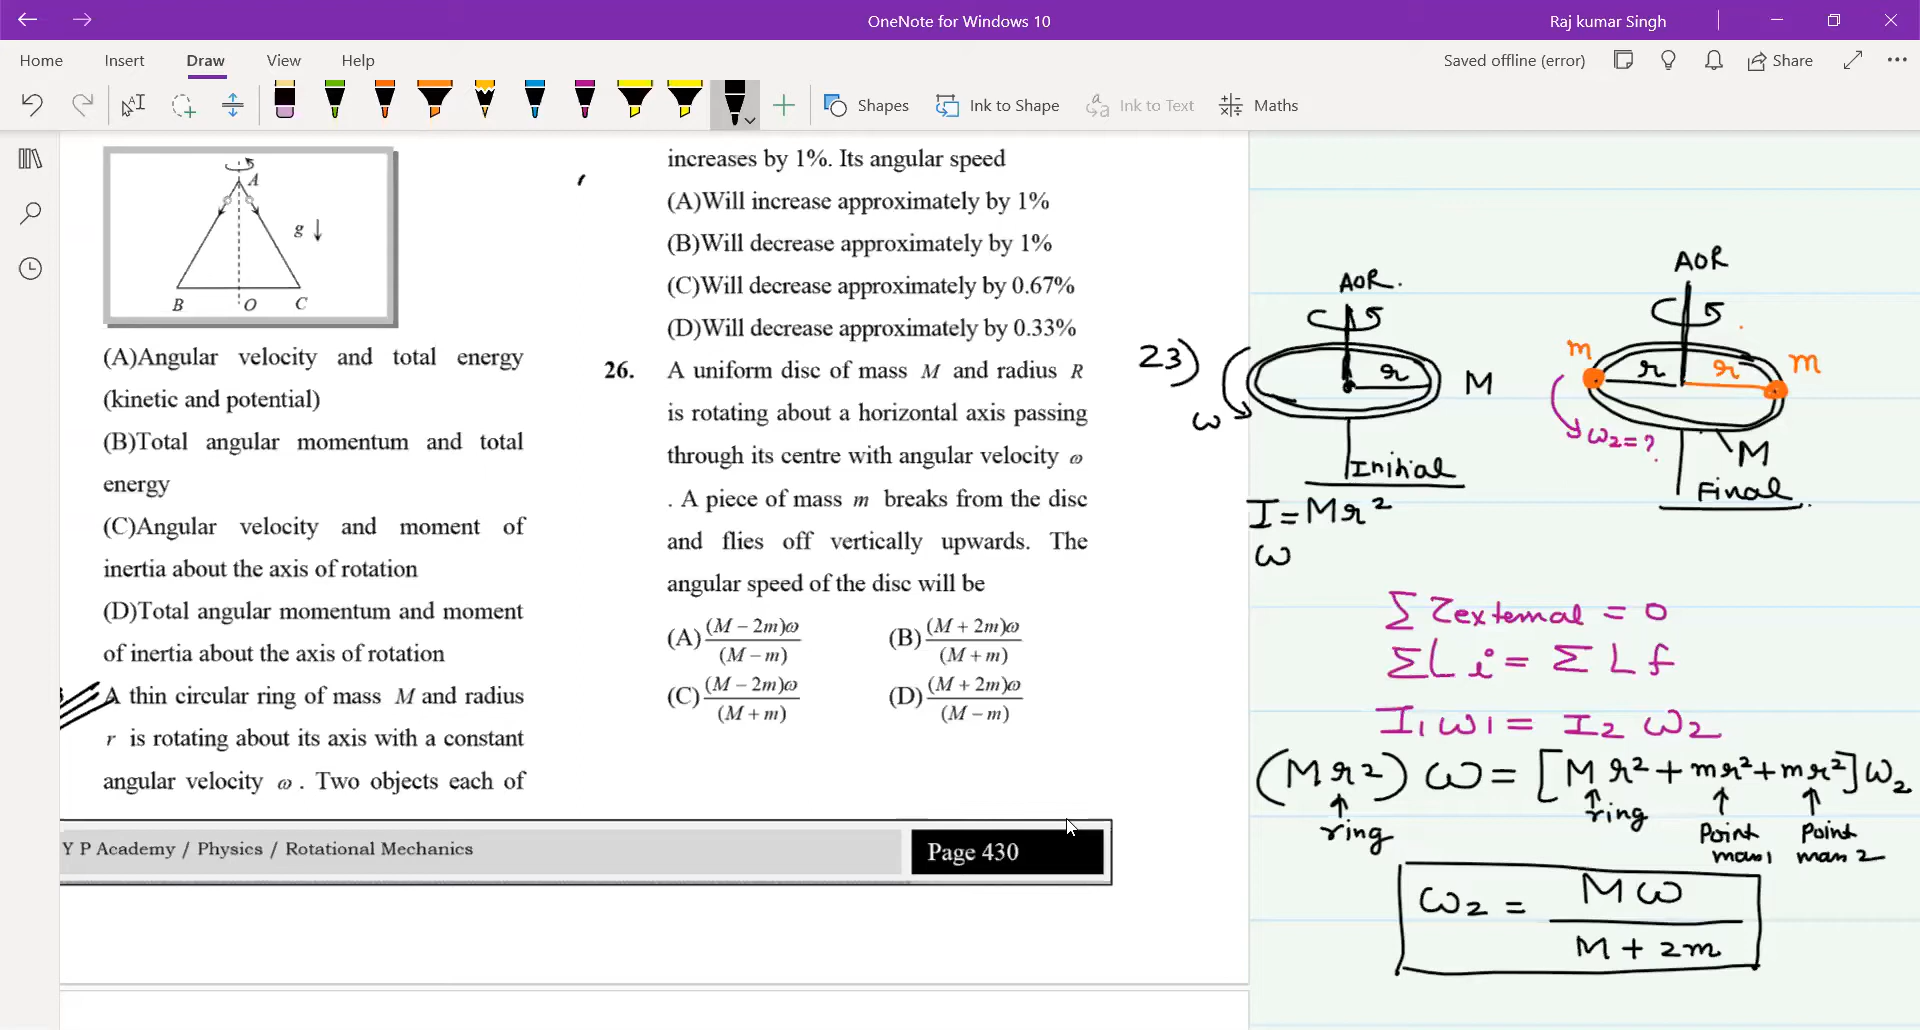 OneNote for Windows 10
Raj kumar Singh
Home Insert Draw View Help
Saved offline (error)
Share
Shapes
Ink to Shape
Ink to Text
Maths
A
g ↓
B O C
(A)Angular velocity and total energy
(kinetic and potential)
(B)Total angular momentum and total
energy
(C)Angular velocity and moment of
inertia about the axis of rotation
(D)Total angular momentum and moment
of inertia about the axis of rotation
A thin circular ring of mass M and radius
r is rotating about its axis with a constant
angular velocity ω . Two objects each of
increases by 1%. Its angular speed
(A)Will increase approximately by 1%
(B)Will decrease approximately by 1%
(C)Will decrease approximately by 0.67%
(D)Will decrease approximately by 0.33%
26. A uniform disc of mass M and radius R
is rotating about a horizontal axis passing
through its centre with angular velocity ω
. A piece of mass m breaks from the disc
and flies off vertically upwards. The
angular speed of the disc will be
(A) (M − 2m)ω / (M − m) (B) (M + 2m)ω / (M + m)
(C) (M − 2m)ω / (M + m) (D) (M + 2m)ω / (M − m)
Y P Academy / Physics / Rotational Mechanics
Page 430
23)
AOR.
r
M
ω
Initial
I = Mr²
ω
AOR
m
r
r
m
ω2 = ?
M
Final
Στexternal = 0
ΣLi = ΣLf
I1 ω1 = I2 ω2
(Mr²) ω = [Mr² + mr² + mr²] ω2
ring ring Point mass 1 Point mass 2
ω2 = Mω / M + 2m